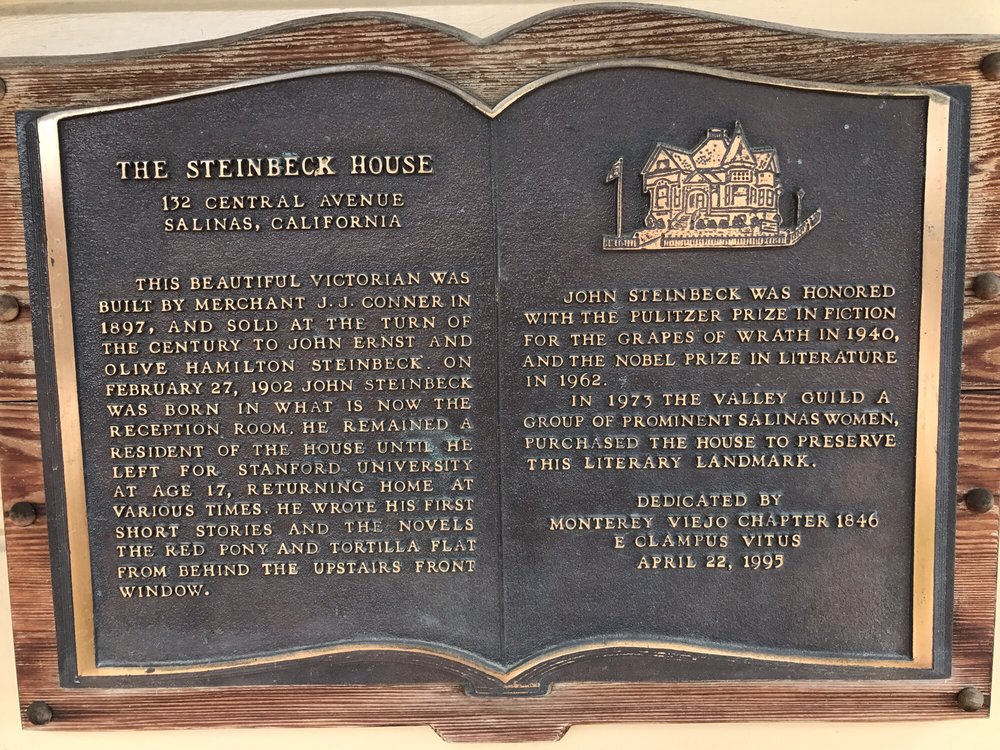 THE STEINBECK HOUSE
132 CENTRAL AVENUE
SALINAS, CALIFORNIA
THIS BEAUTIFUL VICTORIAN WAS
BUILT BY MERCHANT J. J. CONNER IN
1897, AND SOLD AT THE TURN OF
THE CENTURY TO JOHN ERNST AND
OLIVE HAMILTON STEINBECK. ON
FEBRUARY 27, 1902 JOHN STEINBECK
WAS BORN IN WHAT IS NOW THE
RECEPTION ROOM. HE REMAINED A
RESIDENT OF THE HOUSE UNTIL HE
LEFT FOR STANFORD UNIVERSITY
AT AGE 17, RETURNING HOME AT
VARIOUS TIMES. HE WROTE HIS FIRST
SHORT STORIES AND THE NOVELS
THE RED PONY AND TORTILLA FLAT
FROM BEHIND THE UPSTAIRS FRONT
WINDOW.
JOHN STEINBECK WAS HONORED
WITH THE PULITZER PRIZE IN FICTION
FOR THE GRAPES OF WRATH IN 1940,
AND THE NOBEL PRIZE IN LITERATURE
IN 1962.
IN 1973 THE VALLEY GUILD A
GROUP OF PROMINENT SALINAS WOMEN,
PURCHASED THE HOUSE TO PRESERVE
THIS LITERARY LANDMARK.
DEDICATED BY
MONTEREY VIEJO CHAPTER 1846
E CLAMPUS VITUS
APRIL 22, 1995